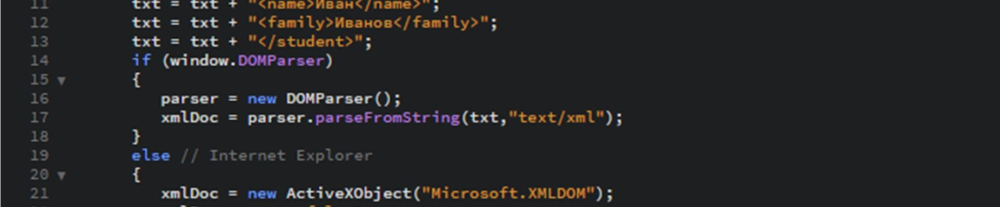 11 txt = txt + "<name>Иван</name>";
12 txt = txt + "<family>Иванов</family>";
13 txt = txt + "</student>";
14 if (window.DOMParser)
15 {
16 parser = new DOMParser();
17 xmlDoc = parser.parseFromString(txt,"text/xml");
18 }
19 else // Internet Explorer
20 {
21 xmlDoc = new ActiveXObject("Microsoft.XMLDOM");